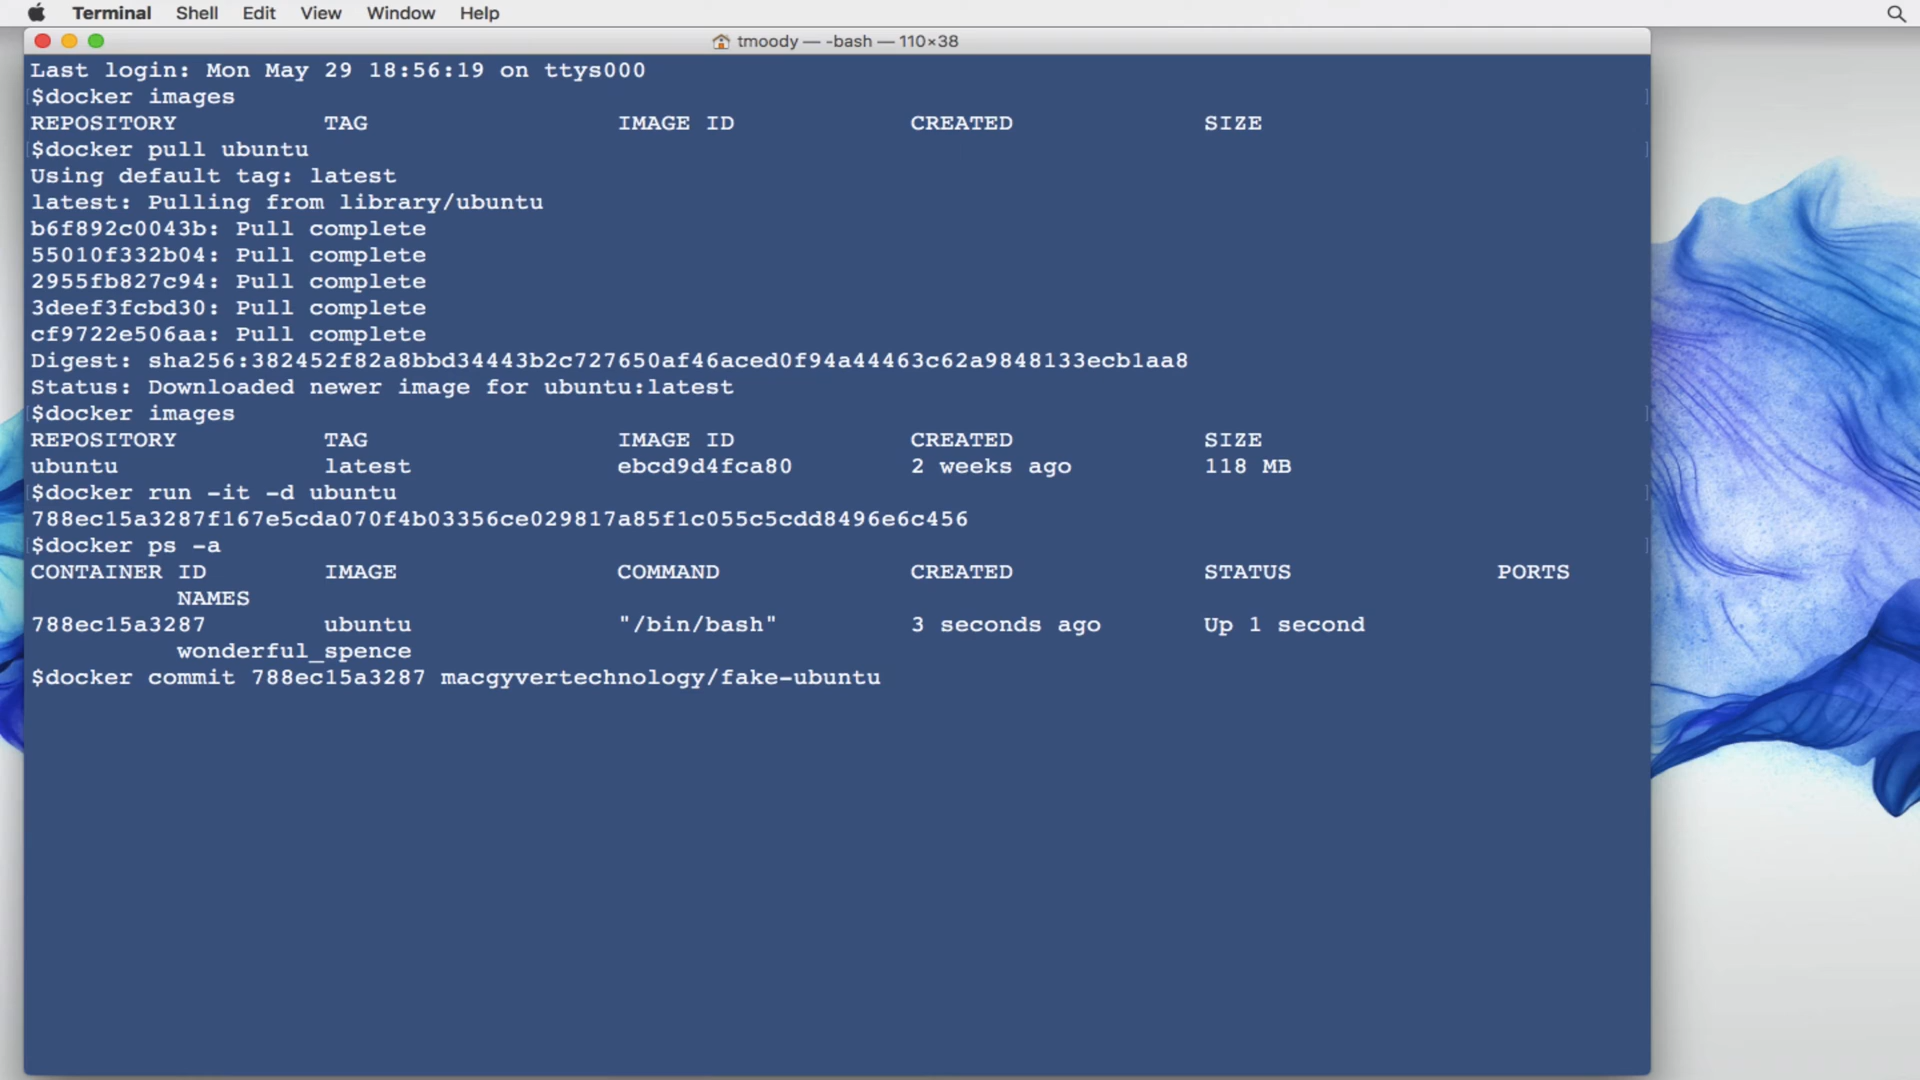 Terminal Shell Edit View Window Help
tmoody — -bash — 110×38
Last login: Mon May 29 18:56:19 on ttys000
$docker images
REPOSITORY TAG IMAGE ID CREATED SIZE
$docker pull ubuntu
Using default tag: latest
latest: Pulling from library/ubuntu
b6f892c0043b: Pull complete
55010f332b04: Pull complete
2955fb827c94: Pull complete
3deef3fcbd30: Pull complete
cf9722e506aa: Pull complete
Digest: sha256:382452f82a8bbd34443b2c727650af46aced0f94a44463c62a9848133ecb1aa8
Status: Downloaded newer image for ubuntu:latest
$docker images
REPOSITORY TAG IMAGE ID CREATED SIZE
ubuntu latest ebcd9d4fca80 2 weeks ago 118 MB
$docker run -it -d ubuntu
788ec15a3287f167e5cda070f4b03356ce029817a85f1c055c5cdd8496e6c456
$docker ps -a
CONTAINER ID IMAGE COMMAND CREATED STATUS PORTS
NAMES
788ec15a3287 ubuntu "/bin/bash" 3 seconds ago Up 1 second
wonderful_spence
$docker commit 788ec15a3287 macgyvertechnology/fake-ubuntu